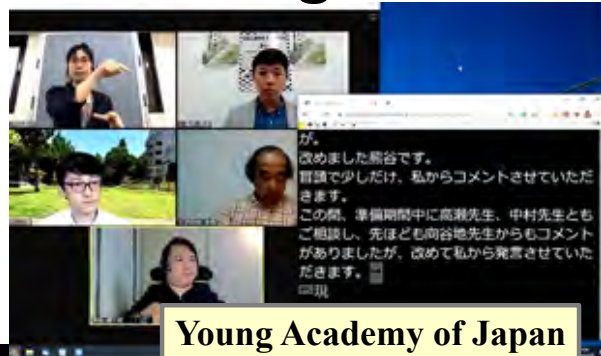 が。
改めました熊谷です。
冒頭で少しだけ、私からコメントさせていただ
きます。
この間、準備期間中に高瀬先生、中村先生とも
ご相談し、先ほども向谷地先生からもコメント
がありましたが、改めて私から発言させていた
だきます。
現
Young Academy of Japan